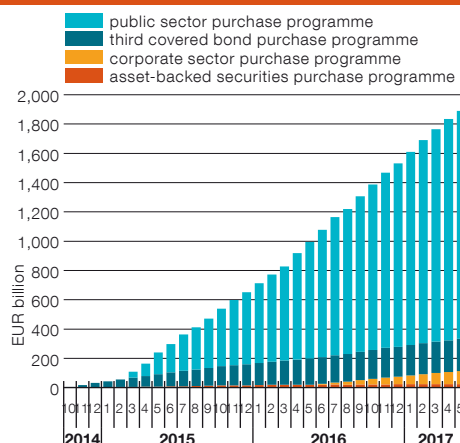 public sector purchase programme
third covered bond purchase programme
corporate sector purchase programme
asset-backed securities purchase programme
EUR billion
2,000
1,800
1,600
1,400
1,200
1,000
800
600
400
200
0
10 11 12 1 2 3 4 5 6 7 8 9 10 11 12 1 2 3 4 5 6 7 8 9 10 11 12 1 2 3 4 5
2014 2015 2016 2017